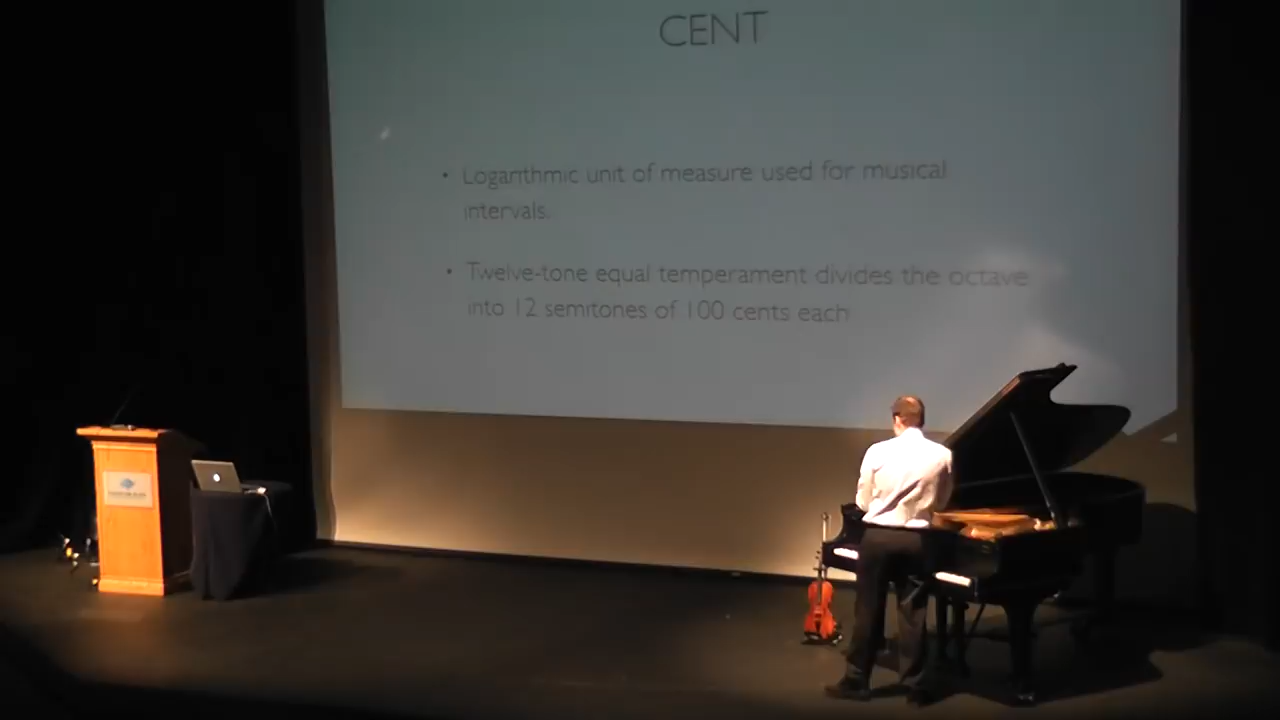 CENT
• Logarithmic unit of measure used for musical
intervals.
• Twelve-tone equal temperament divides the octave
into 12 semitones of 100 cents each